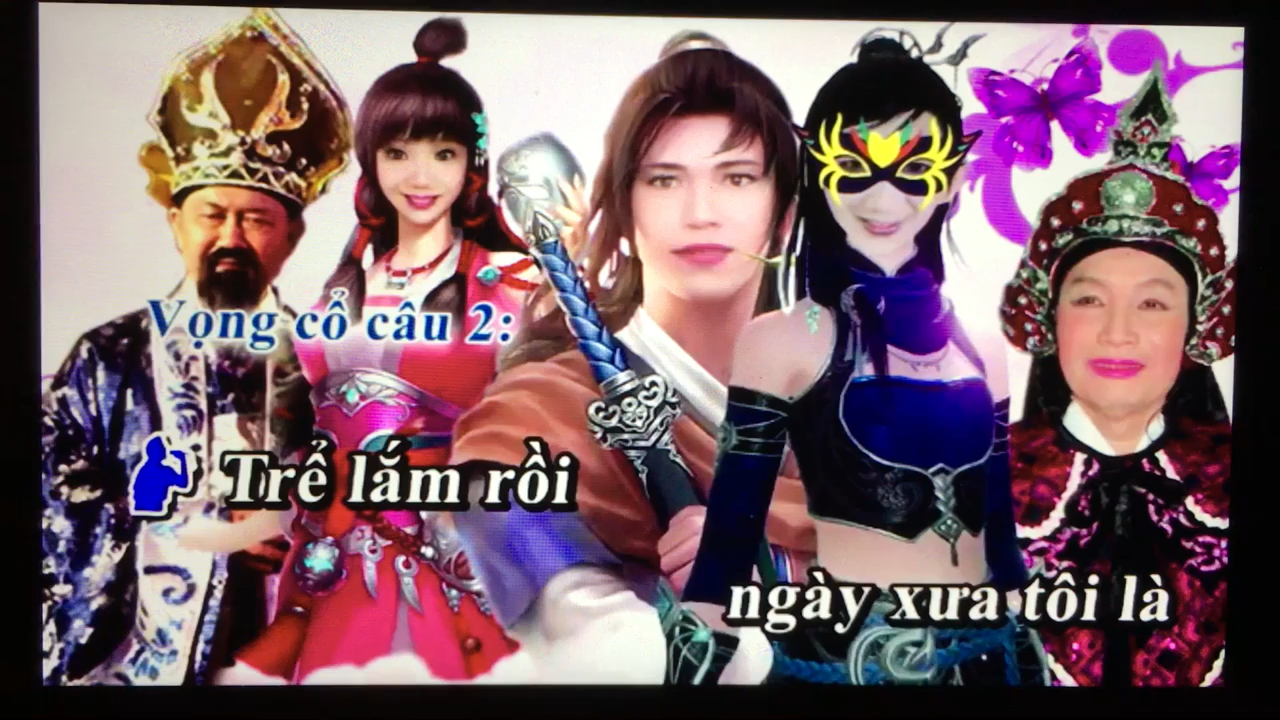 Vọng cổ câu 2:
Trể lắm rồi
ngày xưa tôi là